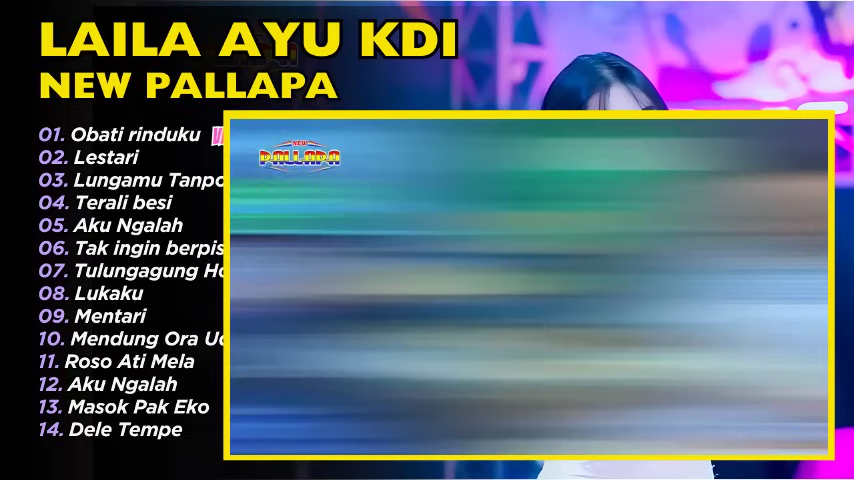 LAILA AYU KDI
NEW PALLAPA
01. Obati rinduku
02. Lestari
03. Lungamu Tanpo
04. Terali besi
05. Aku Ngalah
06. Tak ingin berpis
07. Tulungagung
08. Lukaku
09. Mentari
10. Mendung Ora
11. Roso Ati Mela
12. Aku Ngalah
13. Masok Pak Eko
14. Dele Tempe
NEW
PALLAPA